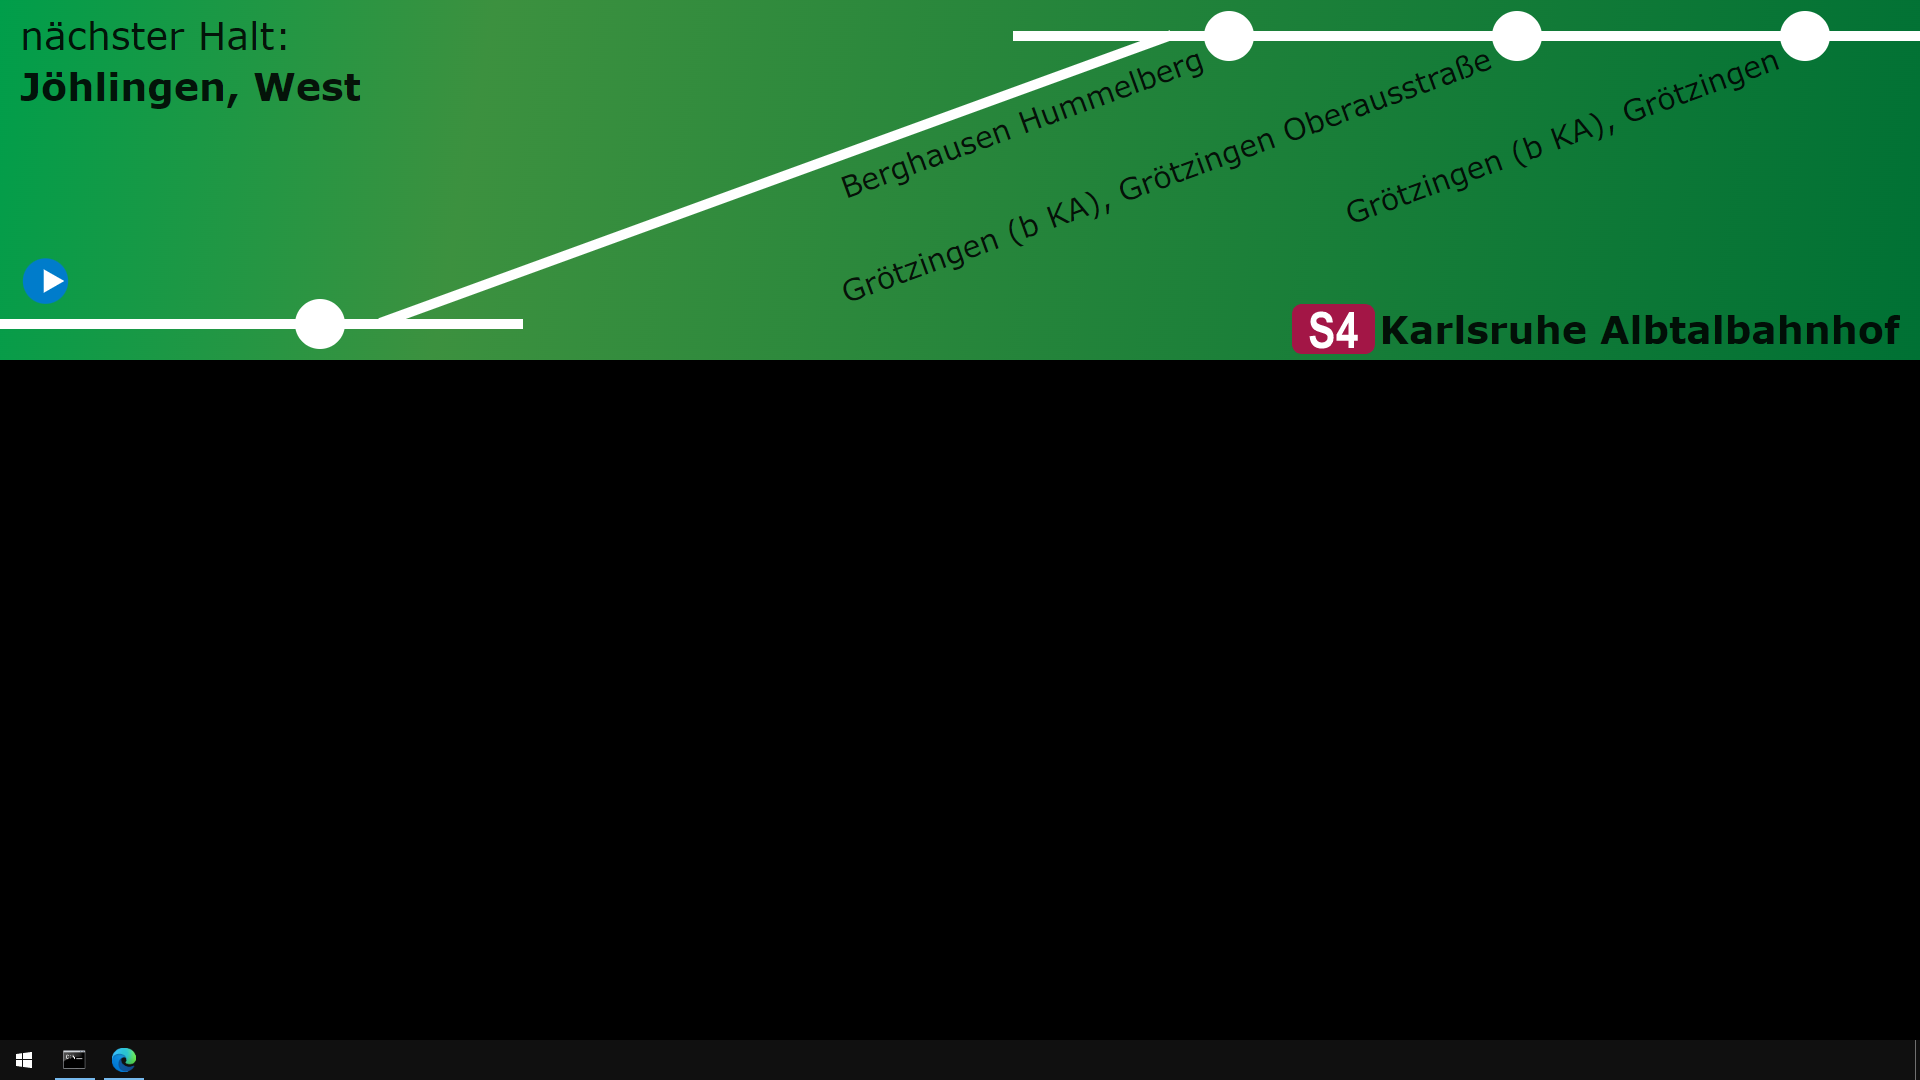 nächster Halt:
Jöhlingen, West
Berghausen Hummelberg
Grötzingen (b KA), Grötzingen Oberausstraße
Grötzingen (b KA), Grötzingen
S4 Karlsruhe Albtalbahnhof